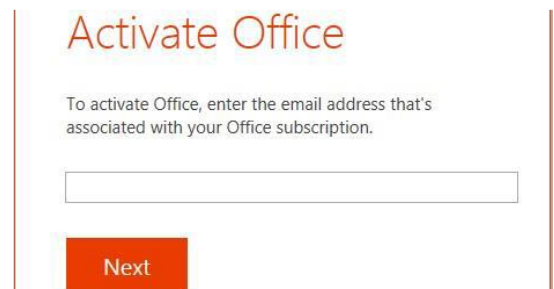 Activate Office
To activate Office, enter the email address that's
associated with your Office subscription.
Next